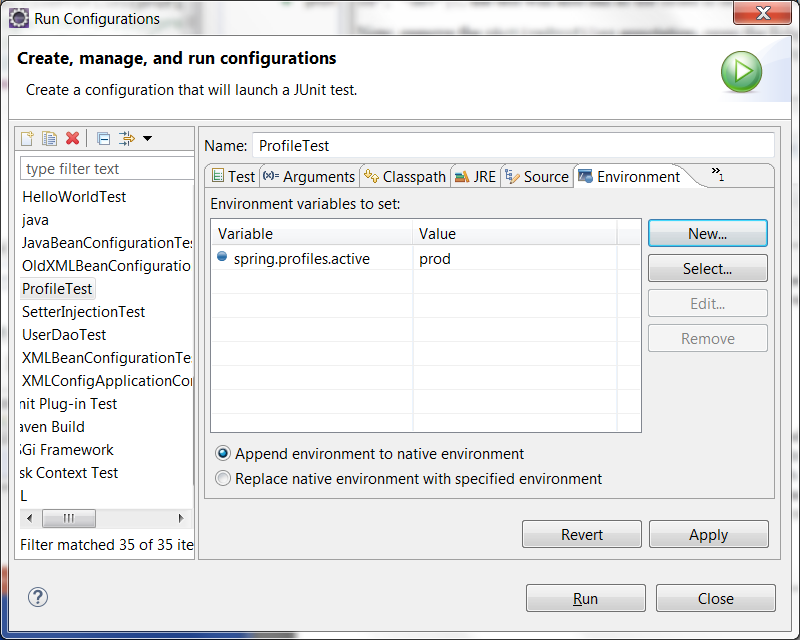 Run Configurations
Create, manage, and run configurations
Create a configuration that will launch a JUnit test.
type filter text
HelloWorldTest
java
JavaBeanConfigurationTe
OldXMLBeanConfiguratio
ProfileTest
SetterInjectionTest
UserDaoTest
XMLBeanConfigurationTe
XMLConfigApplicationCon
nit Plug-in Test
aven Build
Gi Framework
sk Context Test
L
Filter matched 35 of 35 ite
Name: ProfileTest
Test (x)= Arguments Classpath JRE Source Environment »1
Environment variables to set:
Variable Value
spring.profiles.active prod
New...
Select...
Edit...
Remove
Append environment to native environment
Replace native environment with specified environment
Revert Apply
? Run Close